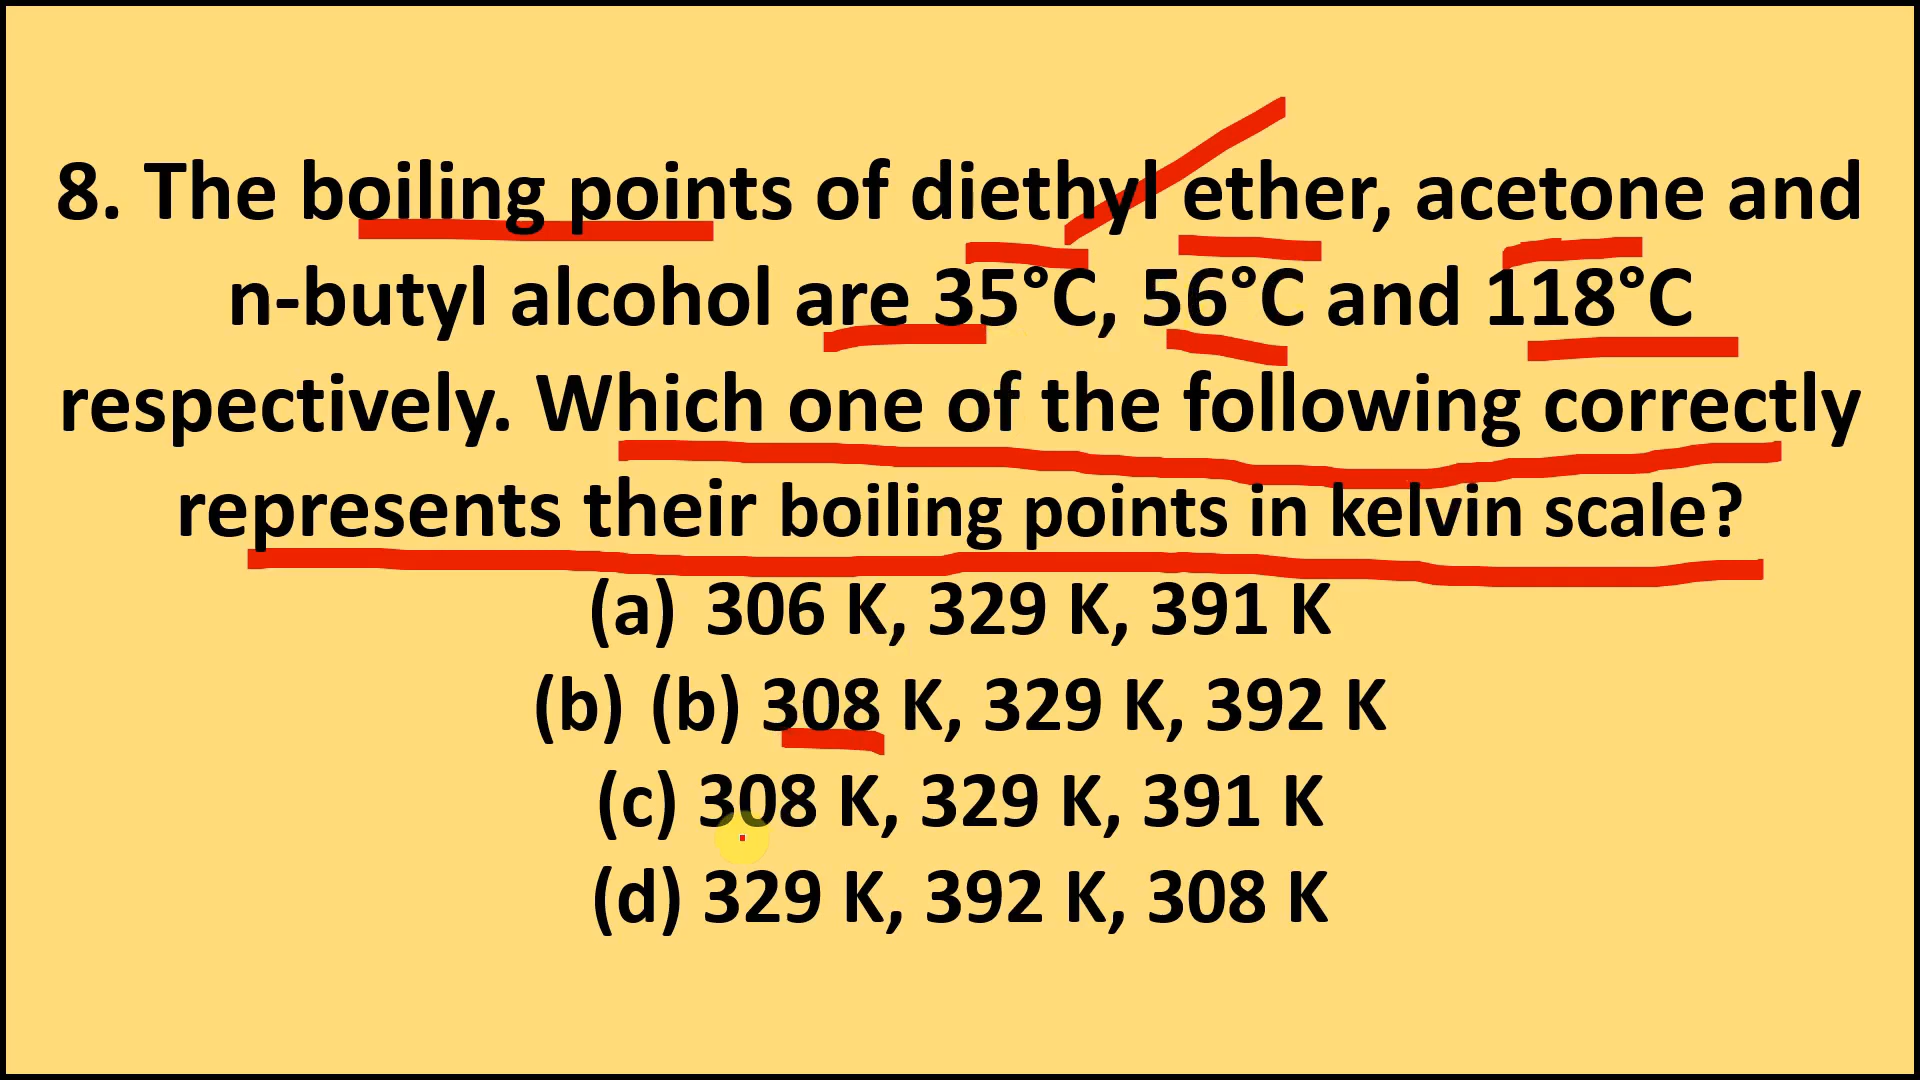 8. The boiling points of diethyl ether, acetone and
n-butyl alcohol are 35°C, 56°C and 118°C
respectively. Which one of the following correctly
represents their boiling points in kelvin scale?
(a) 306 K, 329 K, 391 K
(b) (b) 308 K, 329 K, 392 K
(c) 308 K, 329 K, 391 K
(d) 329 K, 392 K, 308 K